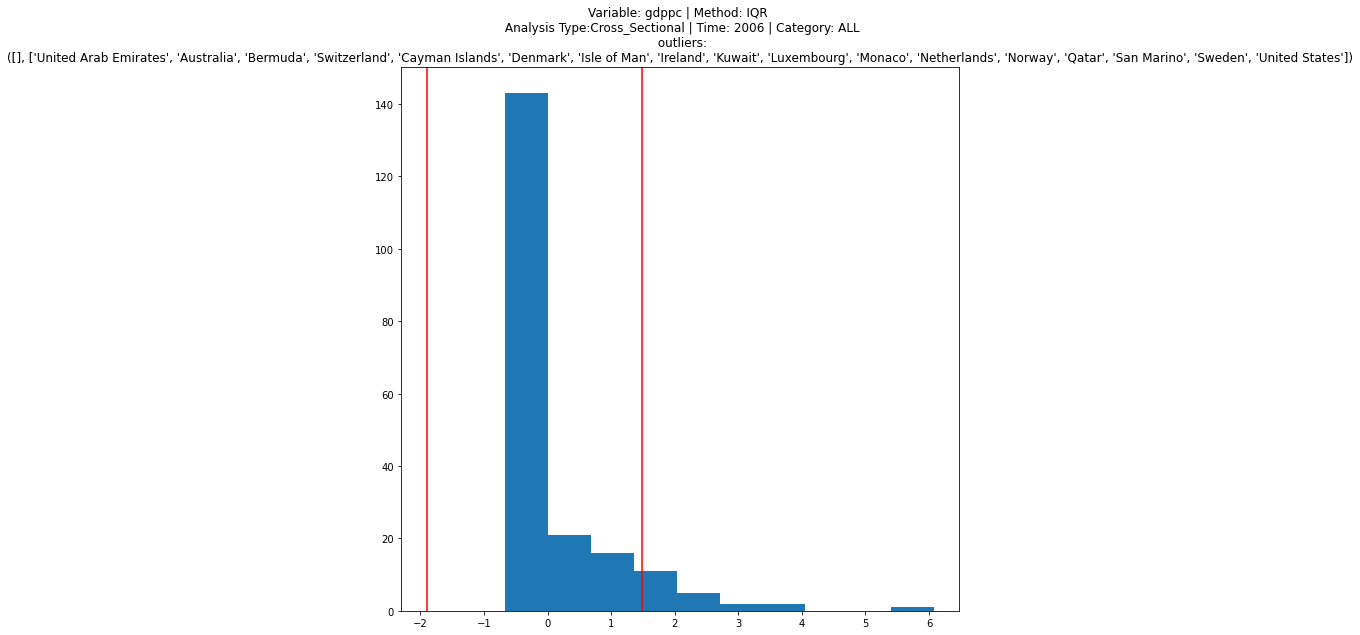 Variable: gdppc | Method: IQR
Analysis Type:Cross_Sectional | Time: 2006 | Category: ALL
outliers:
([], ['United Arab Emirates', 'Australia', 'Bermuda', 'Switzerland', 'Cayman Islands', 'Denmark', 'Isle of Man', 'Ireland', 'Kuwait', 'Luxembourg', 'Monaco', 'Netherlands', 'Norway', 'Qatar', 'San Marino', 'Sweden', 'United States'])
140
120
100
80
60
40
20
0
−2 −1 0 1 2 3 4 5 6